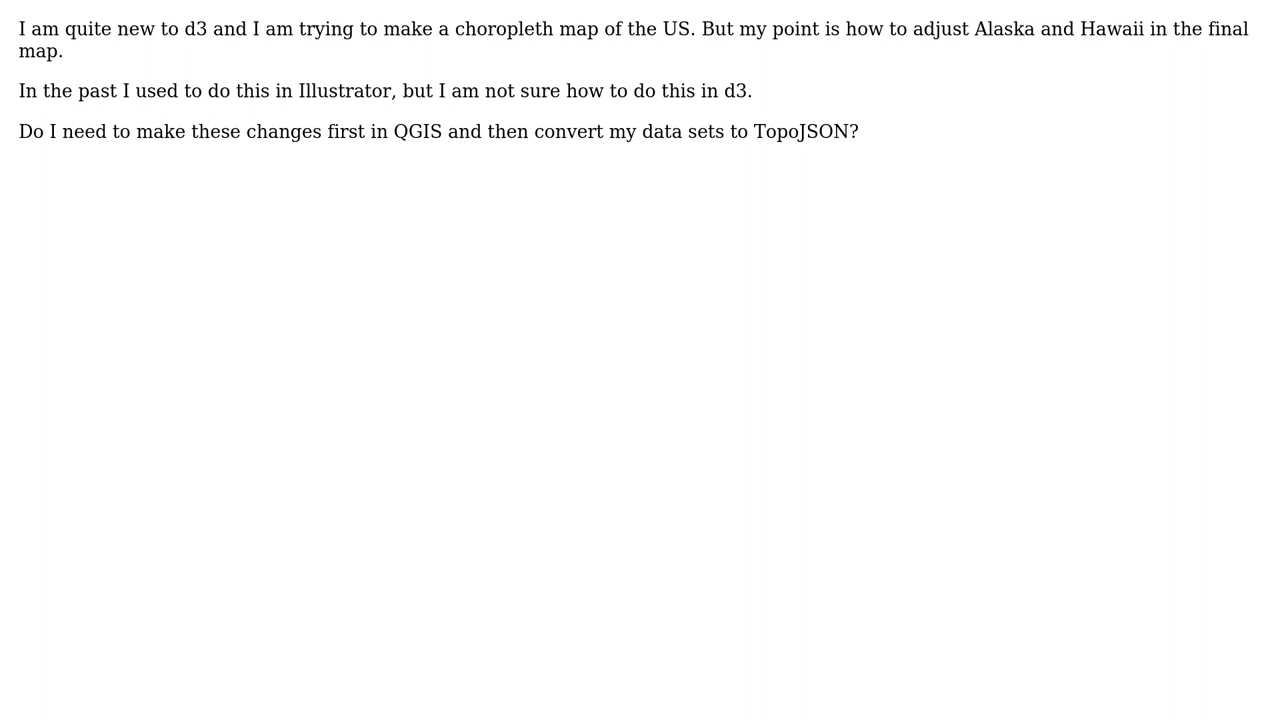 I am quite new to d3 and I am trying to make a choropleth map of the US. But my point is how to adjust Alaska and Hawaii in the final
map.
In the past I used to do this in Illustrator, but I am not sure how to do this in d3.
Do I need to make these changes first in QGIS and then convert my data sets to TopoJSON?